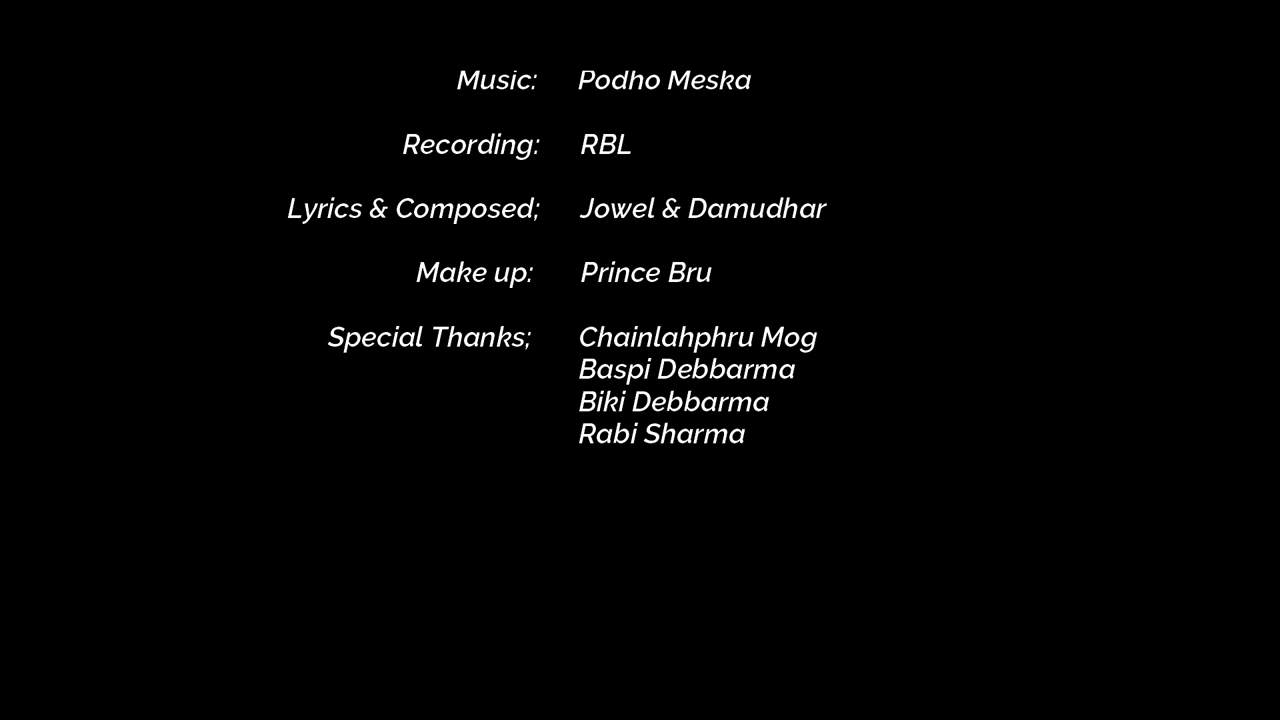 Music: Podho Meska
Recording: RBL
Lyrics & Composed; Jowel & Damudhar
Make up: Prince Bru
Special Thanks; Chainlahphru Mog
Baspi Debbarma
Biki Debbarma
Rabi Sharma